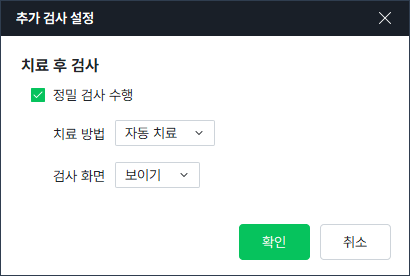 추가 검사 설정
치료 후 검사
정밀 검사 수행
치료 방법 자동 치료
검사 화면 보이기
확인 취소